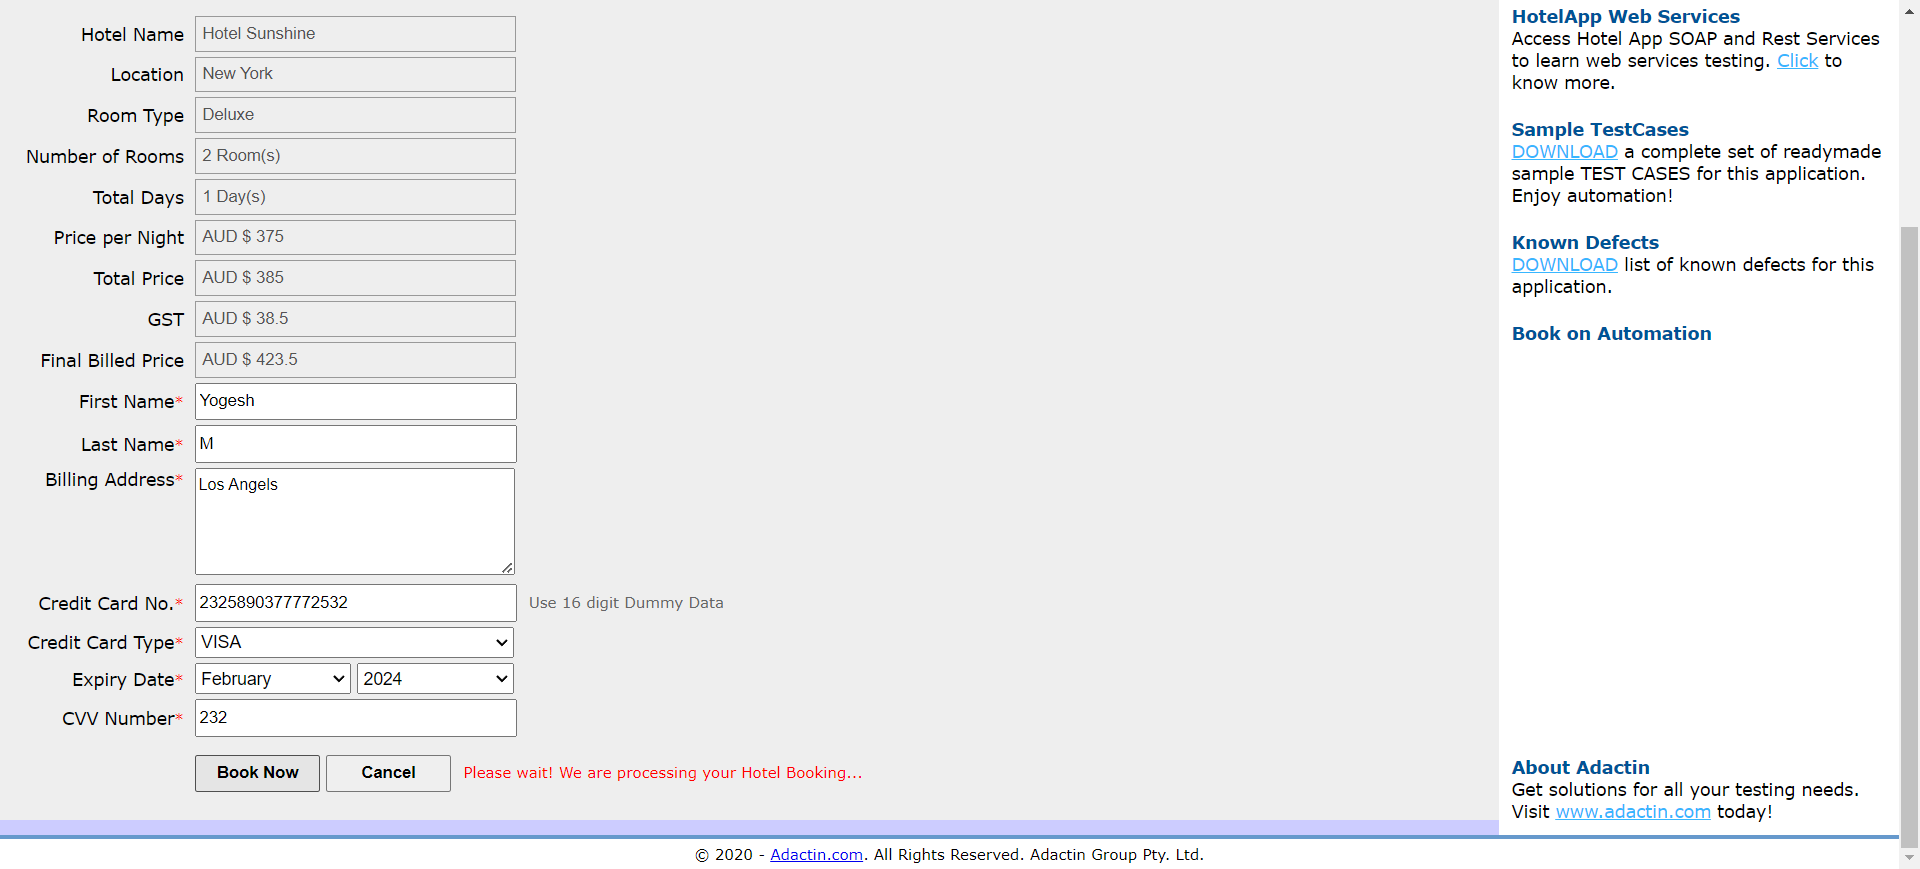 Hotel Name Hotel Sunshine
Location New York
Room Type Deluxe
Number of Rooms 2 Room(s)
Total Days 1 Day(s)
Price per Night AUD $ 375
Total Price AUD $ 385
GST AUD $ 38.5
Final Billed Price AUD $ 423.5
First Name* Yogesh
Last Name* M
Billing Address* Los Angels
Credit Card No.* 2325890377772532 Use 16 digit Dummy Data
Credit Card Type* VISA
Expiry Date* February 2024
CVV Number* 232
Book Now Cancel Please wait! We are processing your Hotel Booking...
HotelApp Web Services
Access Hotel App SOAP and Rest Services
to learn web services testing. Click to
know more.
Sample TestCases
DOWNLOAD a complete set of readymade
sample TEST CASES for this application.
Enjoy automation!
Known Defects
DOWNLOAD list of known defects for this
application.
Book on Automation
About Adactin
Get solutions for all your testing needs.
Visit www.adactin.com today!
© 2020 - Adactin.com. All Rights Reserved. Adactin Group Pty. Ltd.